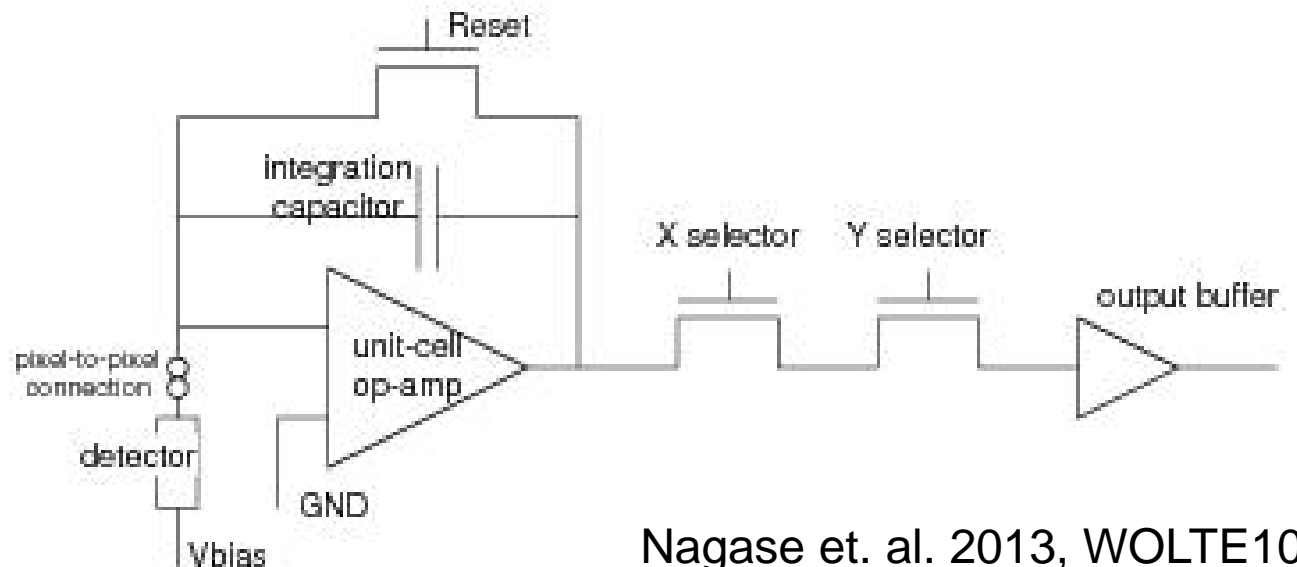 Reset
integration
capacitor
X selector
Y selector
output buffer
unit-cell
op-amp
pixel-to-pixel
connection
detector
GND
Vbias
Nagase et. al. 2013, WOLTE10